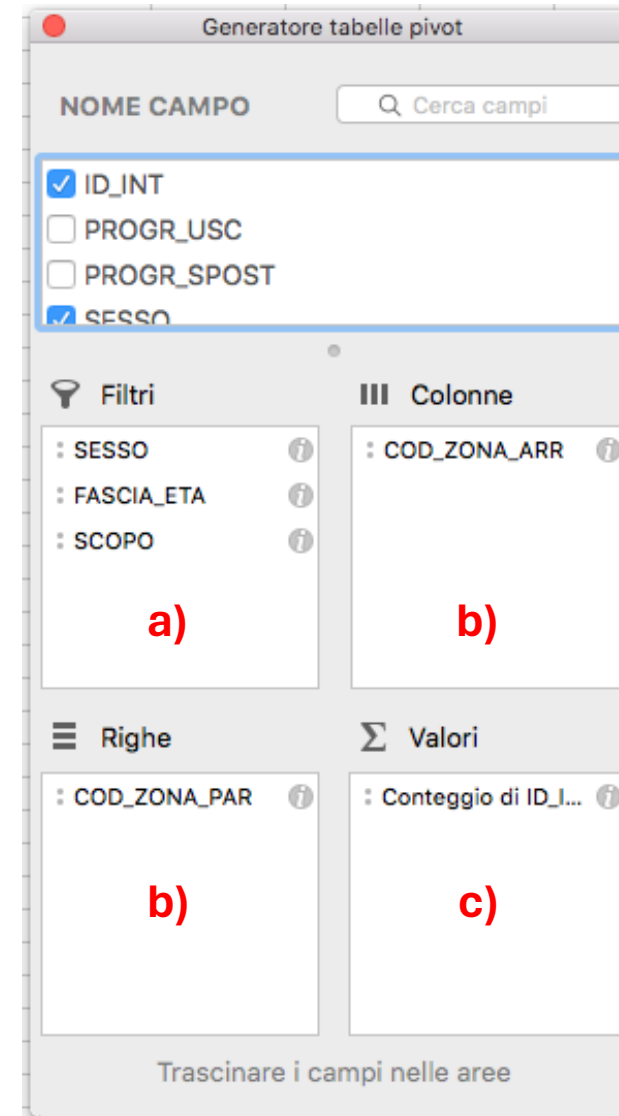 Generatore tabelle pivot
NOME CAMPO
Cerca campi
ID_INT
PROGR_USC
PROGR_SPOST
SESSO
Filtri
SESSO
FASCIA_ETA
SCOPO
a)
Colonne
COD_ZONA_ARR
b)
Righe
COD_ZONA_PAR
b)
Valori
Conteggio di ID_I...
c)
Trascinare i campi nelle aree